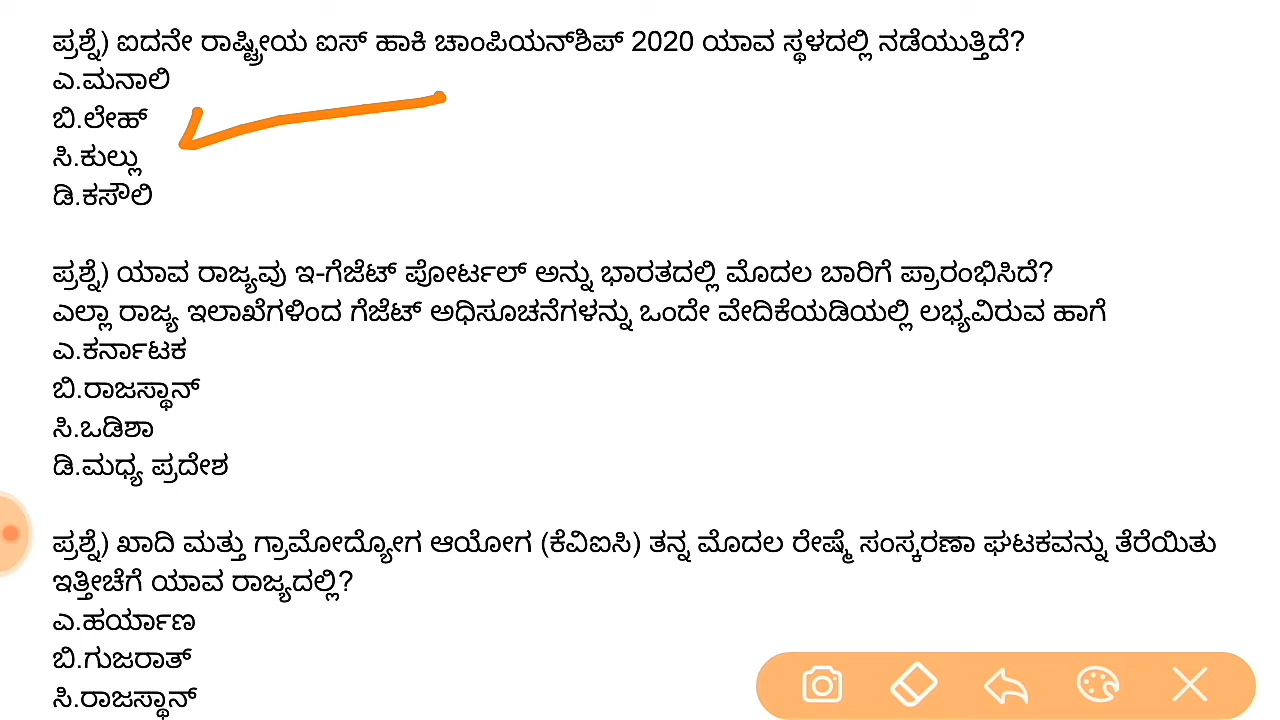 ಪ್ರಶ್ನೆ) ಐದನೇ ರಾಷ್ಟ್ರೀಯ ಐಸ್ ಹಾಕಿ ಚಾಂಪಿಯನ್‌ಶಿಪ್ 2020 ಯಾವ ಸ್ಥಳದಲ್ಲಿ ನಡೆಯುತ್ತಿದೆ?
ಎ.ಮನಾಲಿ
ಬಿ.ಲೇಹ್
ಸಿ.ಕುಲ್ಲು
ಡಿ.ಕಸೌಲಿ
ಪ್ರಶ್ನೆ) ಯಾವ ರಾಜ್ಯವು ಇ-ಗೆಜೆಟ್ ಪೋರ್ಟಲ್ ಅನ್ನು ಭಾರತದಲ್ಲಿ ಮೊದಲ ಬಾರಿಗೆ ಪ್ರಾರಂಭಿಸಿದೆ?
ಎಲ್ಲಾ ರಾಜ್ಯ ಇಲಾಖೆಗಳಿಂದ ಗೆಜೆಟ್ ಅಧಿಸೂಚನೆಗಳನ್ನು ಒಂದೇ ವೇದಿಕೆಯಡಿಯಲ್ಲಿ ಲಭ್ಯವಿರುವ ಹಾಗೆ
ಎ.ಕರ್ನಾಟಕ
ಬಿ.ರಾಜಸ್ಥಾನ್
ಸಿ.ಒಡಿಶಾ
ಡಿ.ಮಧ್ಯ ಪ್ರದೇಶ
ಪ್ರಶ್ನೆ) ಖಾದಿ ಮತ್ತು ಗ್ರಾಮೋದ್ಯೋಗ ಆಯೋಗ (ಕೆವಿಐಸಿ) ತನ್ನ ಮೊದಲ ರೇಷ್ಮೆ ಸಂಸ್ಕರಣಾ ಘಟಕವನ್ನು ತೆರೆಯಿತು
ಇತ್ತೀಚೆಗೆ ಯಾವ ರಾಜ್ಯದಲ್ಲಿ?
ಎ.ಹರ್ಯಾಣ
ಬಿ.ಗುಜರಾತ್
ಸಿ.ರಾಜಸ್ಥಾನ್